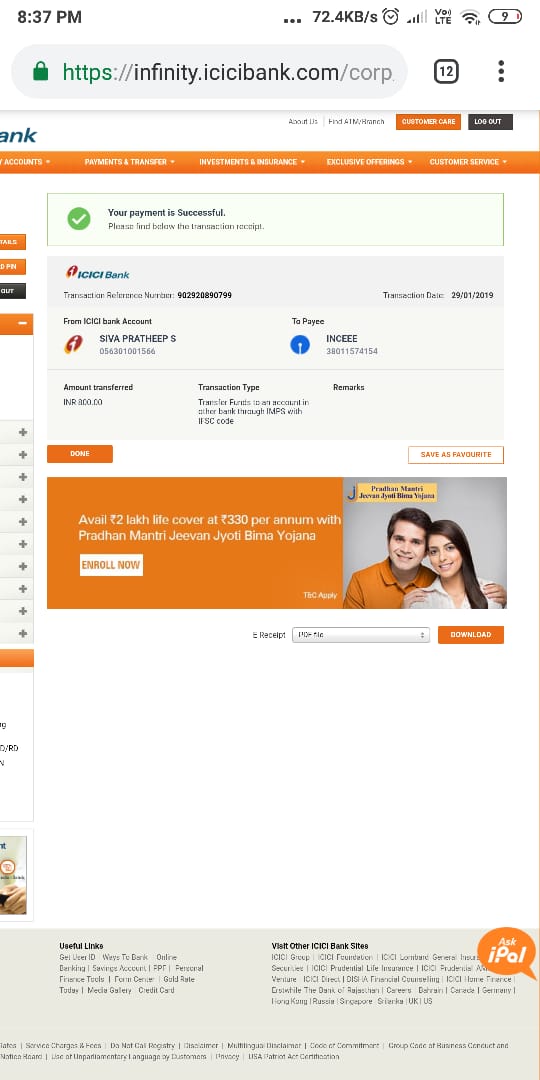 8:37 PM
... 72.4KB/s Vo) LTE 9
https://infinity.icicibank.com/corp
12
ank
About Us | Find ATM/Branch CUSTOMER CARE LOG OUT
ACCOUNTS PAYMENTS & TRANSFER INVESTMENTS & INSURANCE EXCLUSIVE OFFERINGS CUSTOMER SERVICE
Your payment is Successful.
Please find below the transaction receipt.
TAILS
D PIN
OUT
ICICI Bank
Transaction Reference Number: 902920890799 Transaction Date: 29/01/2019
From ICICI bank Account To Payee
SIVA PRATHEEP S INCEEE
056301001566 38011574154
Amount transferred Transaction Type Remarks
INR 800.00 Transfer Funds to an account in
other bank through IMPS with
IFSC code
DONE SAVE AS FAVOURITE
Pradhan Mantri
Jeevan Jyoti Bima Yojana
Avail ₹2 lakh life cover at ₹330 per annum with
Pradhan Mantri Jeevan Jyoti Bima Yojana
ENROLL NOW
T&C Apply
E Receipt PDF file DOWNLOAD
rg
D/RD
N
nt
Useful Links Visit Other ICICI Bank Sites
Get User ID Ways To Bank Online ICICI Group | ICICI Foundation | ICICI Lombard General Insu
Banking | Savings Account | PPF | Personal Securities | ICICI Prudential Life Insurance | ICICI Prudential AM
Finance Tools | Form Center | Gold Rate Venture ICICI Direct | DISHA Financial Counselling | ICICI Home Finance
Today | Media Gallery Credit Card Erstwhile The Bank of Rajasthan | Careers Bahrain | Canada | Germany |
Hong Kong | Russia | Singapore Srilanka | UK | US
Ask
iPal
Rates | Service Charges & Fees | Do Not Call Registry | Disclaimer | Multilingual Disclaimer | Code of Commitment | Group Code of Business Conduct and
Notice Board | Use of Unparliamentary Language by Customers | Privacy | USA Patriot Act Certification